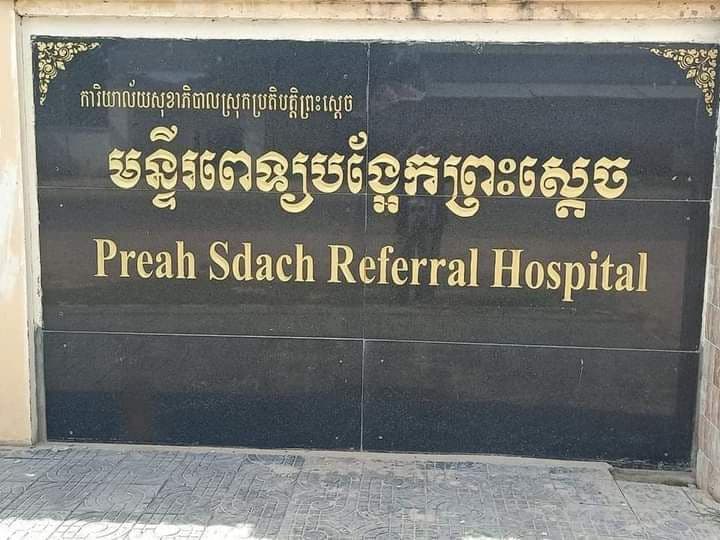 ការិយាល័យសុខាភិបាលស្រុកប្រតិបត្តិព្រះស្តេច
មន្ទីរពេទ្យបង្អែកព្រះស្តេច
Preah Sdach Referral Hospital